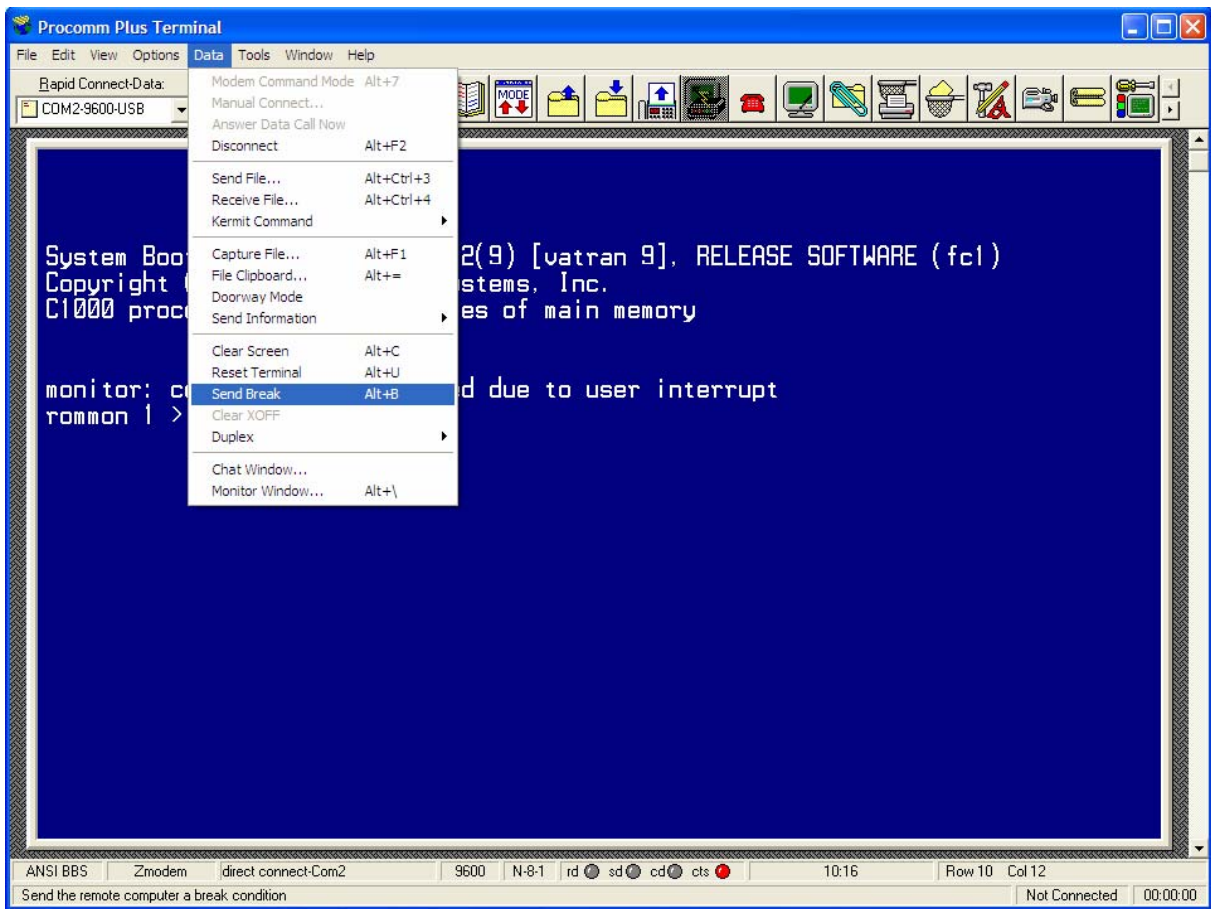 Procomm Plus Terminal
File Edit View Options Data Tools Window Help
Rapid Connect-Data:
COM2-9600-USB
MODE
Modem Command Mode Alt+7
Manual Connect...
Answer Data Call Now
Disconnect Alt+F2
Send File... Alt+Ctrl+3
Receive File... Alt+Ctrl+4
Kermit Command
Capture File... Alt+F1
File Clipboard... Alt+=
Doorway Mode
Send Information
Clear Screen Alt+C
Reset Terminal Alt+U
Send Break Alt+B
Clear XOFF
Duplex
Chat Window...
Monitor Window... Alt+\
System Boo 2(9) [vatran 9], RELEASE SOFTWARE (fc1)
Copyright ( stems, Inc.
C1000 proc es of main memory
monitor: c d due to user interrupt
rommon 1 >
ANSI BBS Zmodem direct connect-Com2 9600 N-8-1 rd sd cd cts 10:16 Row 10 Col 12
Send the remote computer a break condition Not Connected 00:00:00